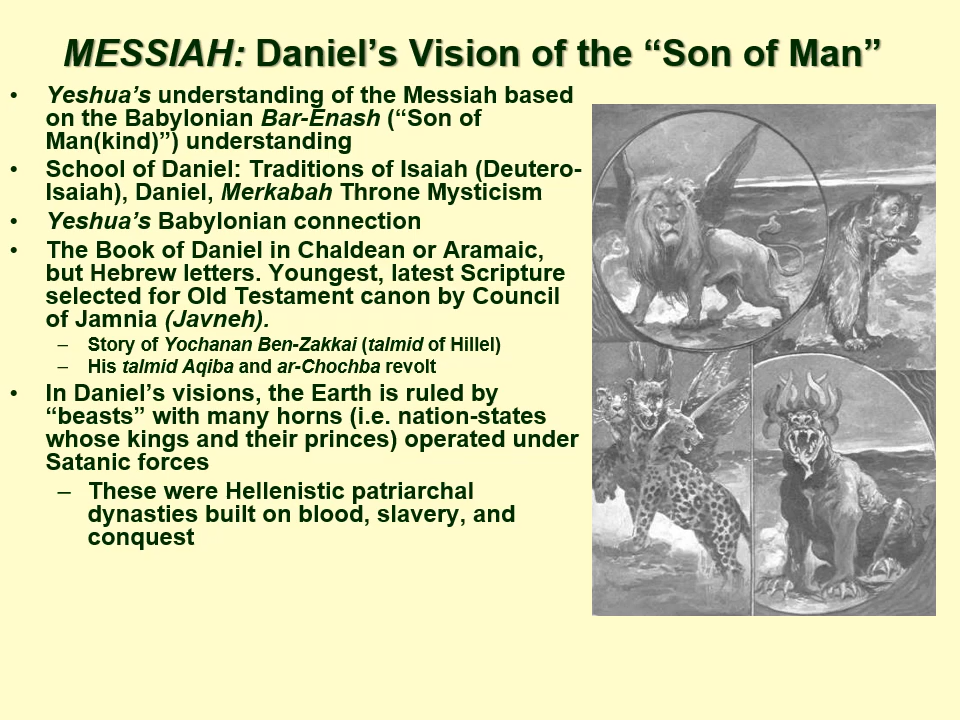 MESSIAH: Daniel’s Vision of the “Son of Man”
• Yeshua’s understanding of the Messiah based
on the Babylonian Bar-Enash (“Son of
Man(kind)”) understanding
• School of Daniel: Traditions of Isaiah (Deutero-
Isaiah), Daniel, Merkabah Throne Mysticism
• Yeshua’s Babylonian connection
• The Book of Daniel in Chaldean or Aramaic,
but Hebrew letters. Youngest, latest Scripture
selected for Old Testament canon by Council
of Jamnia (Javneh).
– Story of Yochanan Ben-Zakkai (talmid of Hillel)
– His talmid Aqiba and ar-Chochba revolt
• In Daniel’s visions, the Earth is ruled by
“beasts” with many horns (i.e. nation-states
whose kings and their princes) operated under
Satanic forces
– These were Hellenistic patriarchal
dynasties built on blood, slavery, and
conquest